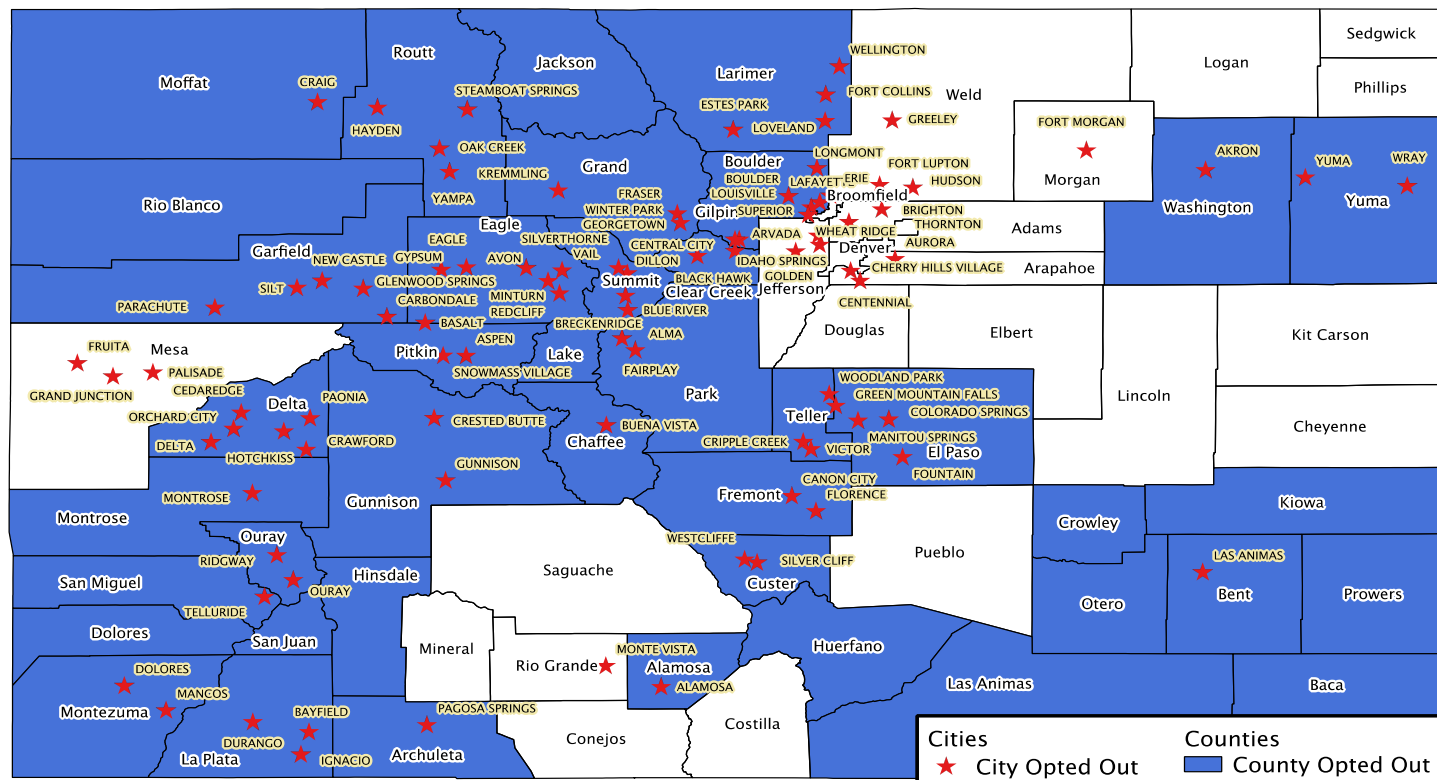 Sedgwick
WELLINGTON
Routt
Jackson
Logan
Larimer
CRAIG
Moffat
STEAMBOAT SPRINGS
FORT COLLINS
Weld
Phillips
ESTES PARK
HAYDEN
LOVELAND
GREELEY
FORT MORGAN
OAK CREEK
LONGMONT
AKRON
YUMA
WRAY
Grand
Boulder
FORT LUPTON
KREMMLING
BOULDER
LAFAYETTE
ERIE
HUDSON
Morgan
YAMPA
FRASER
LOUISVILLE
Broomfield
Rio Blanco
WINTER PARK
Gilpin
SUPERIOR
BRIGHTON
Washington
Yuma
GEORGETOWN
THORNTON
Eagle
ARVADA
WHEAT RIDGE
Adams
EAGLE
SILVERTHORNE
CENTRAL CITY
Denver
AURORA
Garfield
NEW CASTLE
GYPSUM
AVON
VAIL
DILLON
IDAHO SPRINGS
CHERRY HILLS VILLAGE
Arapahoe
SILT
GLENWOOD SPRINGS
Summit
BLACK HAWK
GOLDEN
CARBONDALE
MINTURN
Clear Creek
Jefferson
PARACHUTE
REDCLIFF
BLUE RIVER
CENTENNIAL
BASALT
BRECKENRIDGE
ALMA
Douglas
Elbert
Kit Carson
FRUITA
Mesa
ASPEN
Pitkin
Lake
PALISADE
SNOWMASS VILLAGE
FAIRPLAY
GRAND JUNCTION
CEDAREDGE
PAONIA
Park
WOODLAND PARK
GREEN MOUNTAIN FALLS
Lincoln
Delta
ORCHARD CITY
CRESTED BUTTE
BUENA VISTA
Teller
COLORADO SPRINGS
Cheyenne
DELTA
CRAWFORD
Chaffee
CRIPPLE CREEK
MANITOU SPRINGS
VICTOR
HOTCHKISS
El Paso
GUNNISON
FOUNTAIN
CANON CITY
MONTROSE
Gunnison
Fremont
FLORENCE
Kiowa
Montrose
Crowley
Ouray
WESTCLIFFE
Pueblo
RIDGWAY
SILVER CLIFF
LAS ANIMAS
Saguache
San Miguel
Hinsdale
Custer
OURAY
Bent
Prowers
Otero
TELLURIDE
Dolores
San Juan
Mineral
MONTE VISTA
Huerfano
Rio Grande
Alamosa
DOLORES
Las Animas
Baca
ALAMOSA
MANCOS
Montezuma
PAGOSA SPRINGS
BAYFIELD
Costilla
DURANGO
Conejos
La Plata
IGNACIO
Archuleta
Cities
Counties
City Opted Out
County Opted Out